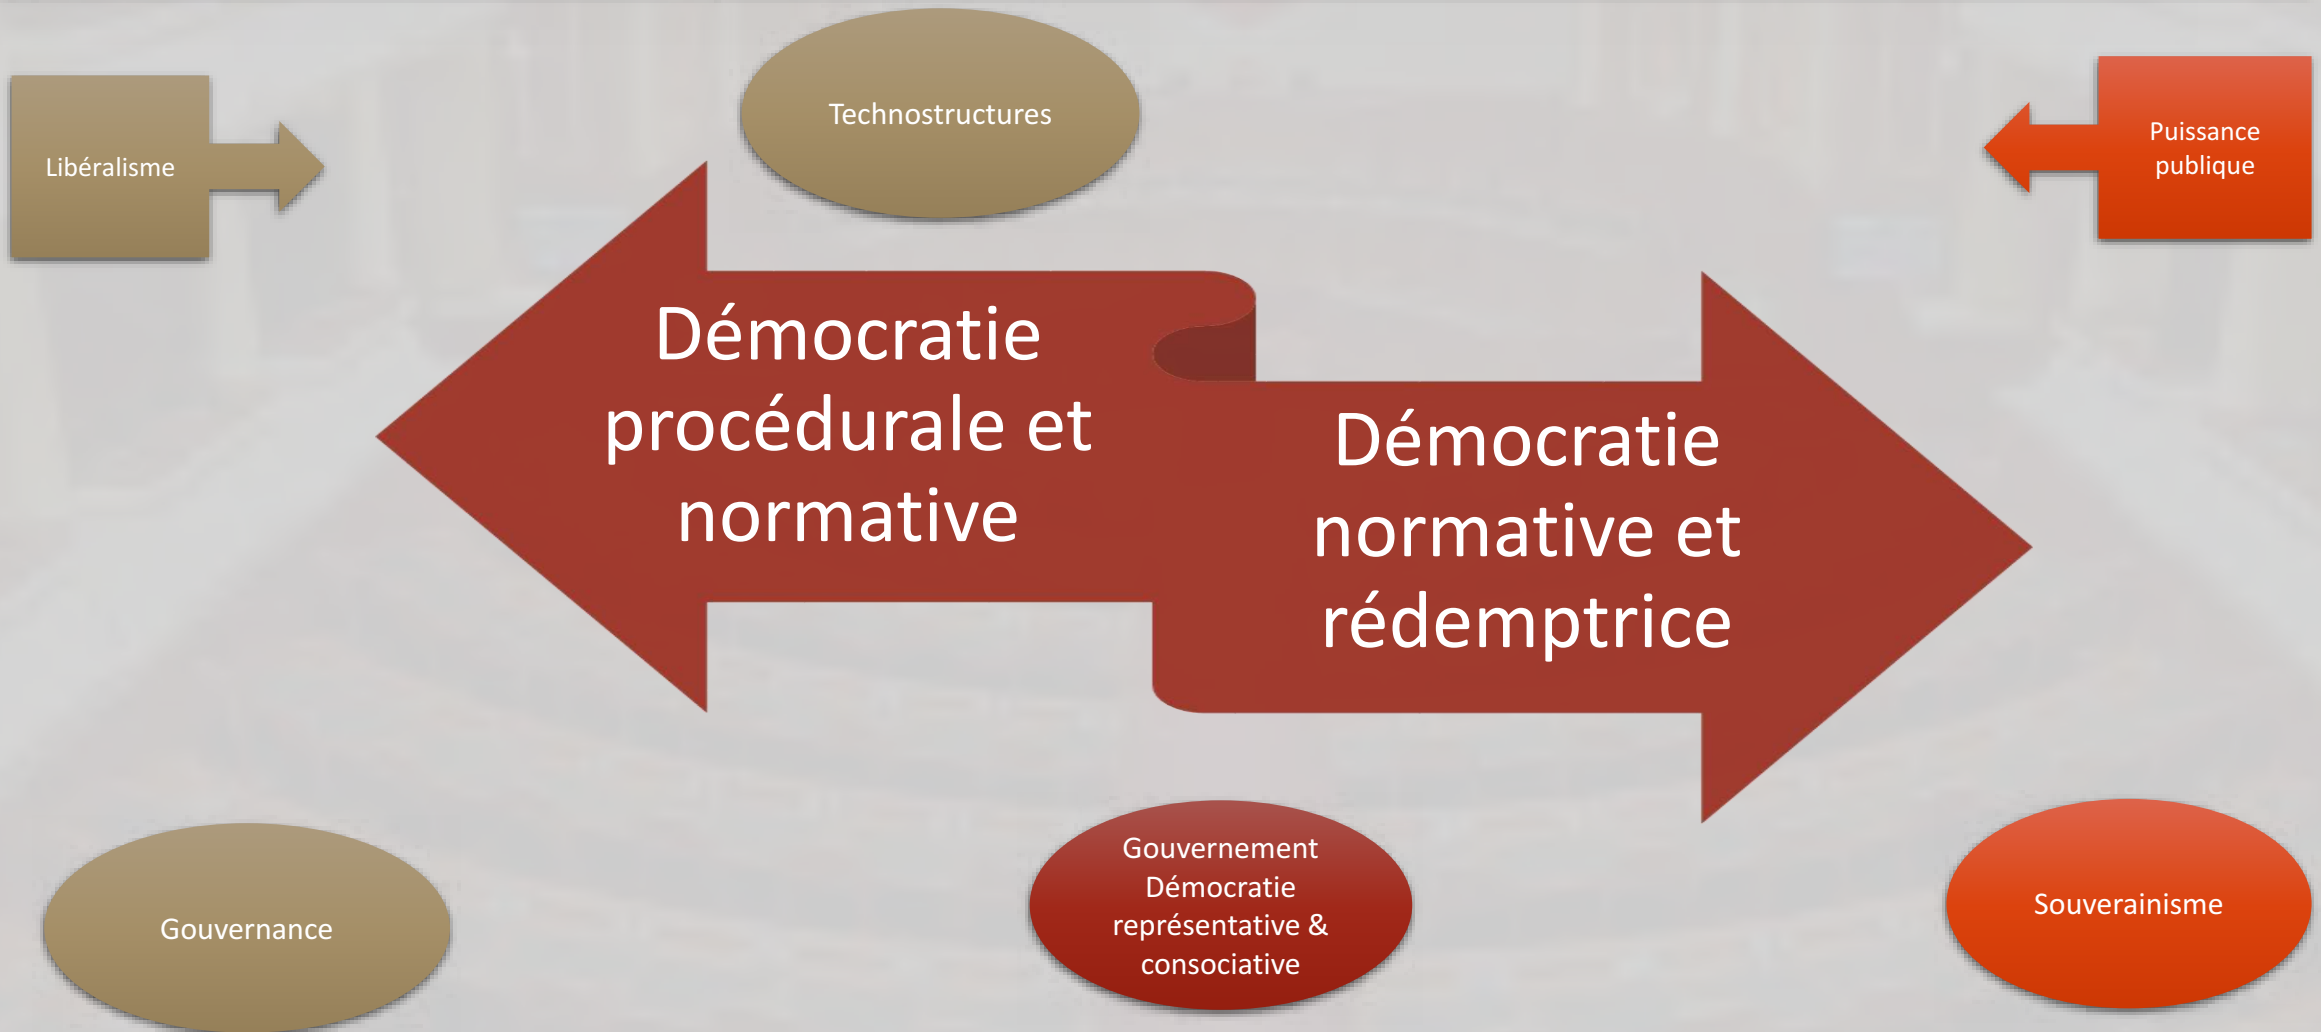 Technostructures
Libéralisme
Puissance
publique
Démocratie
procédurale et
normative
Démocratie
normative et
rédemptrice
Gouvernance
Gouvernement
Démocratie
représentative &
consociative
Souverainisme